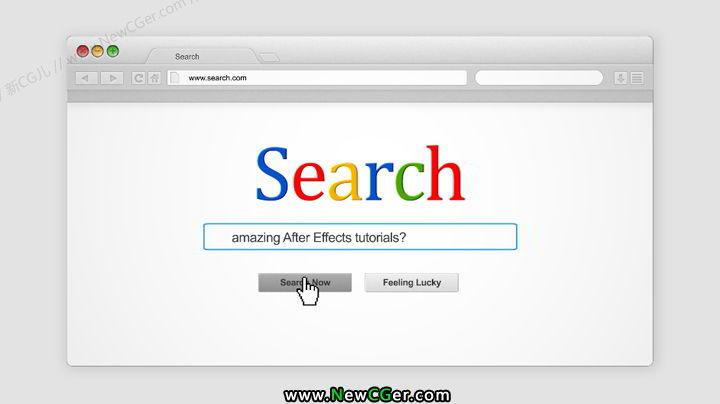 新CG儿 // www.NewCGer.com
Search
www.search.com
Search
amazing After Effects tutorials?
Search Now
Feeling Lucky
www.NewCGer.com